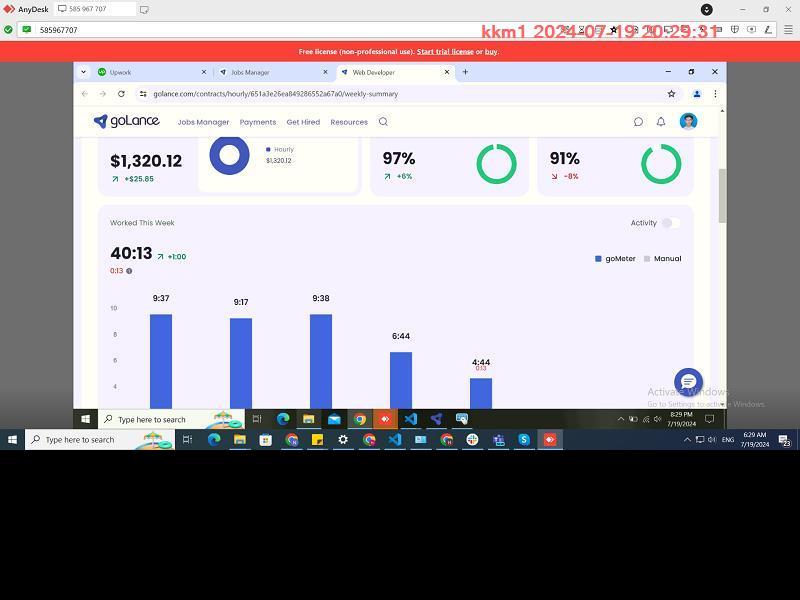 AnyDesk
585 967 707
585967707
kkm1 2024-07-19 20:29:31
Free license (non-professional use). Start trial license or buy.
Upwork
Jobs Manager
Web Developer
golance.com/contracts/hourly/651a3e26ea849286552a67a0/weekly-summary
goLance
Jobs Manager
Payments
Get Hired
Resources
$1,320.12
+$25.85
Hourly
$1,320.12
97%
+6%
91%
-8%
Worked This Week
Activity
40:13
+1:00
0:13
goMeter
Manual
10
8
6
4
9:37
9:17
9:38
6:44
4:44
0:13
Activate Windows
Go to Settings to activate Windows.
Type here to search
8:29 PM
7/19/2024
Type here to search
ENG
6:29 AM
7/19/2024
23